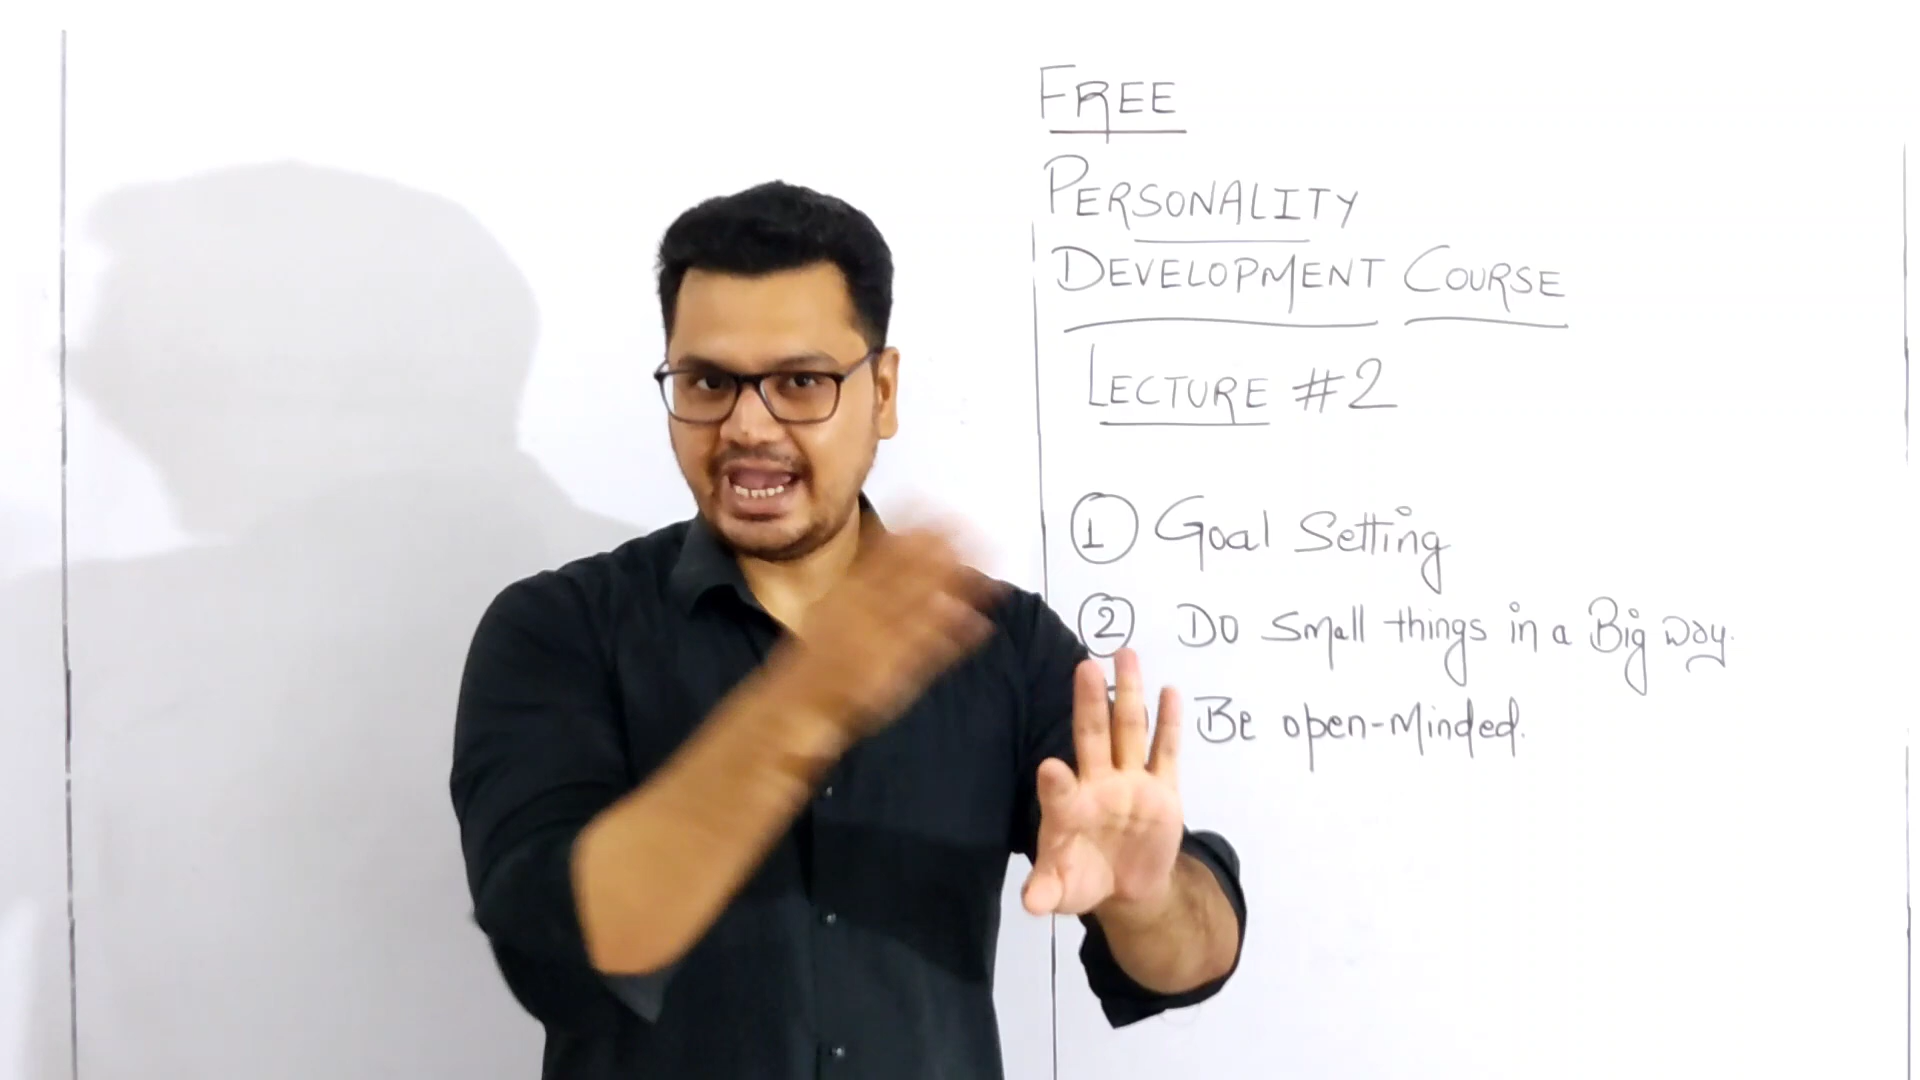 FREE
PERSONALITY
DEVELOPMENT COURSE
LECTURE #2
1 Goal Setting
2 Do Small things in a Big way.
Be open-Minded.